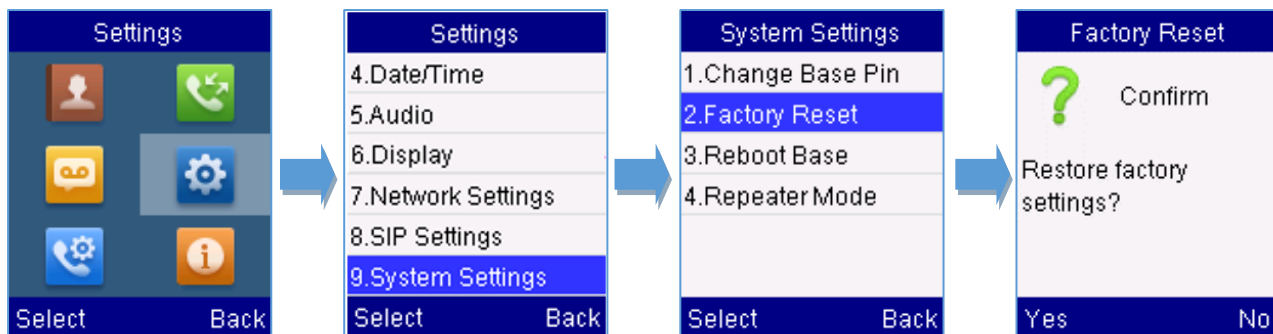 Settings
Select Back
Settings
4.Date/Time
5.Audio
6.Display
7.Network Settings
8.SIP Settings
9.System Settings
Select Back
System Settings
1.Change Base Pin
2.Factory Reset
3.Reboot Base
4.Repeater Mode
Select Back
Factory Reset
Confirm
Restore factory
settings?
Yes No